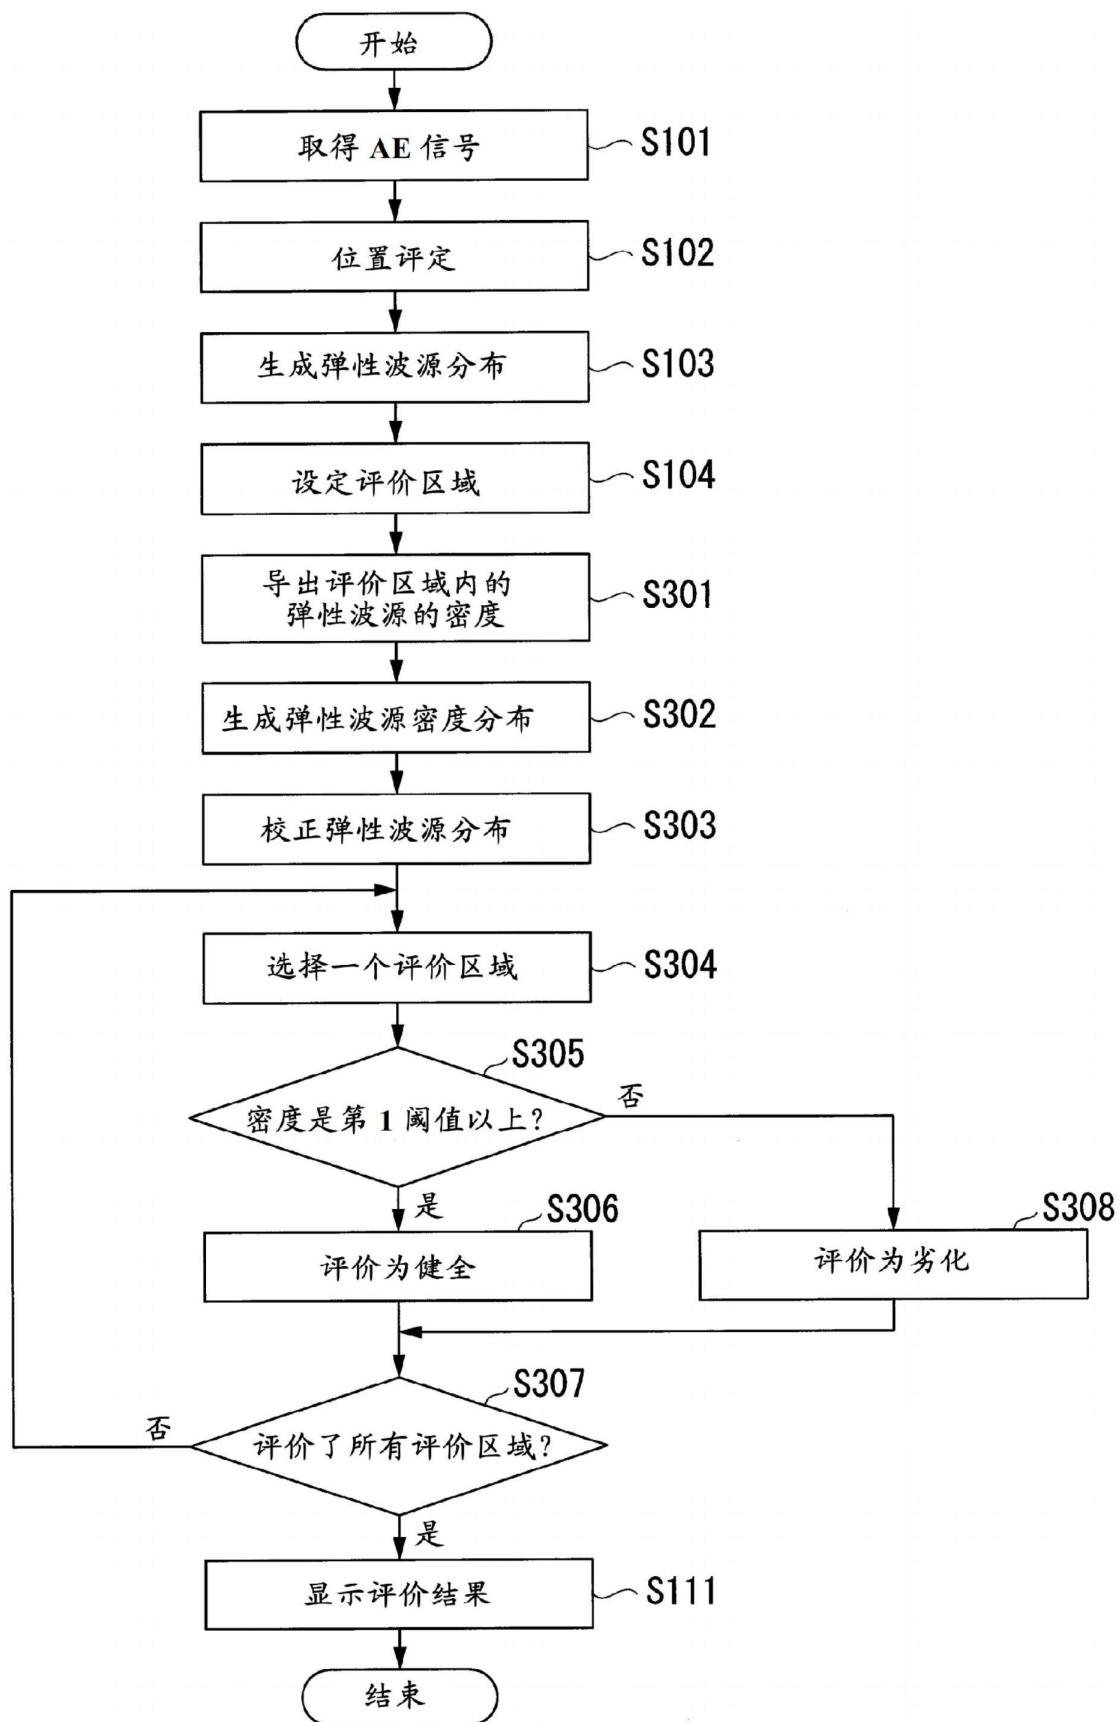 开始
取得 AE 信号
S101
位置评定
S102
生成弹性波源分布
S103
设定评价区域
S104
导出评价区域内的
弹性波源的密度
S301
生成弹性波源密度分布
S302
校正弹性波源分布
S303
选择一个评价区域
S304
S305
密度是第 1 阈值以上?
否
是
S306
评价为健全
S308
评价为劣化
S307
评价了所有评价区域?
否
是
显示评价结果
S111
结束